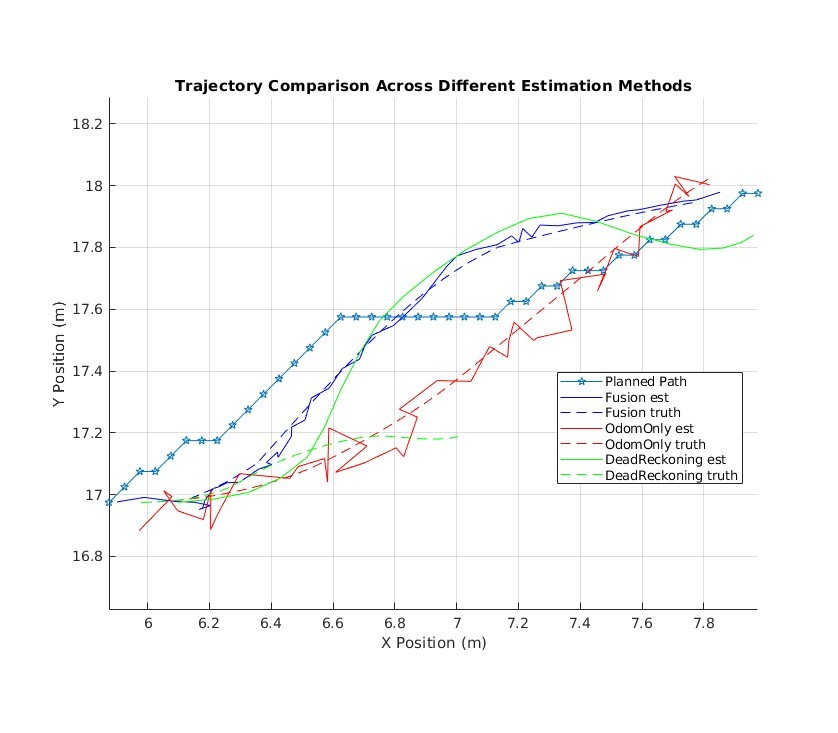 Trajectory Comparison Across Different Estimation Methods
18.2
18
17.8
17.6
17.4
17.2
17
16.8
Y Position (m)
6
6.2
6.4
6.6
6.8
7
7.2
7.4
7.6
7.8
X Position (m)
Planned Path
Fusion est
Fusion truth
OdomOnly est
OdomOnly truth
DeadReckoning est
DeadReckoning truth